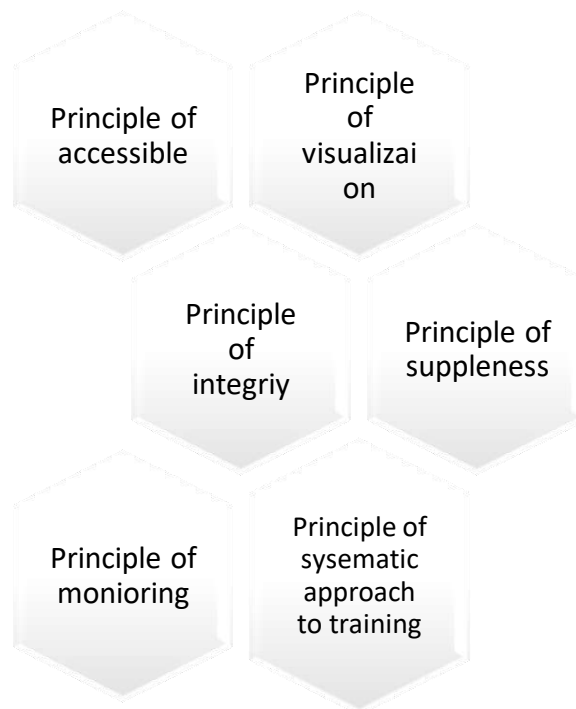 Principle of
accessible
Principle
of
visualizai
on
Principle
of
integriy
Principle of
suppleness
Principle of
monioring
Principle of
sysematic
approach
to training